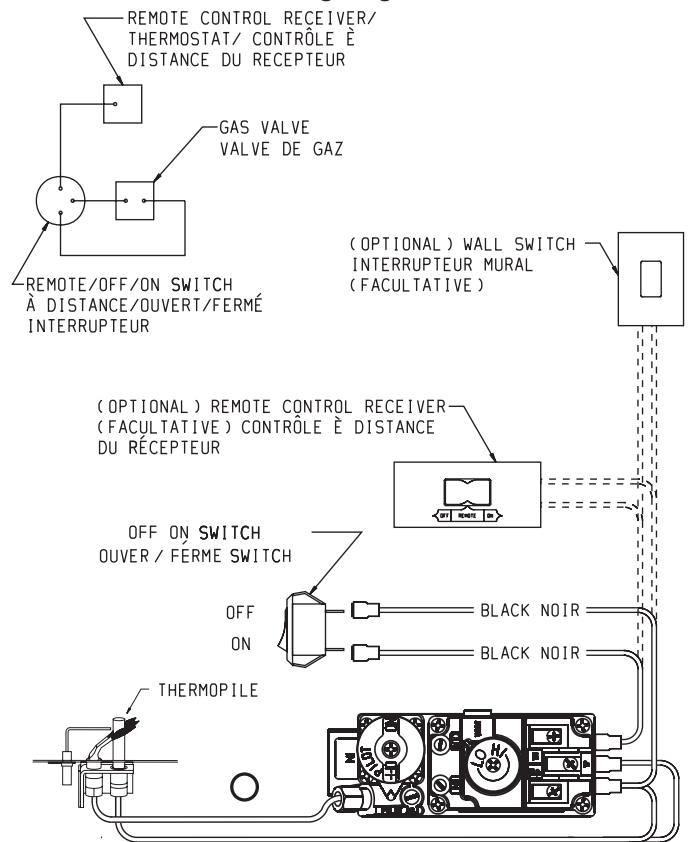 REMOTE CONTROL RECEIVER/
THERMOSTAT/ CONTRÔLE È
DISTANCE DU RECEPTEUR
GAS VALVE
VALVE DE GAZ
REMOTE/OFF/ON SWITCH
À DISTANCE/OUVERT/FERMÉ
INTERRUPTEUR
(OPTIONAL) WALL SWITCH
INTERRUPTEUR MURAL
(FACULTATIVE)
(OPTIONAL) REMOTE CONTROL RECEIVER
(FACULTATIVE) CONTRÔLE È DISTANCE
DU RÉCEPTEUR
OFF REMOTE ON
OFF ON SWITCH
OUVER / FERME SWITCH
OFF
BLACK NOIR
ON
BLACK NOIR
THERMOPILE
IN
PILOT
OFF
LO HI